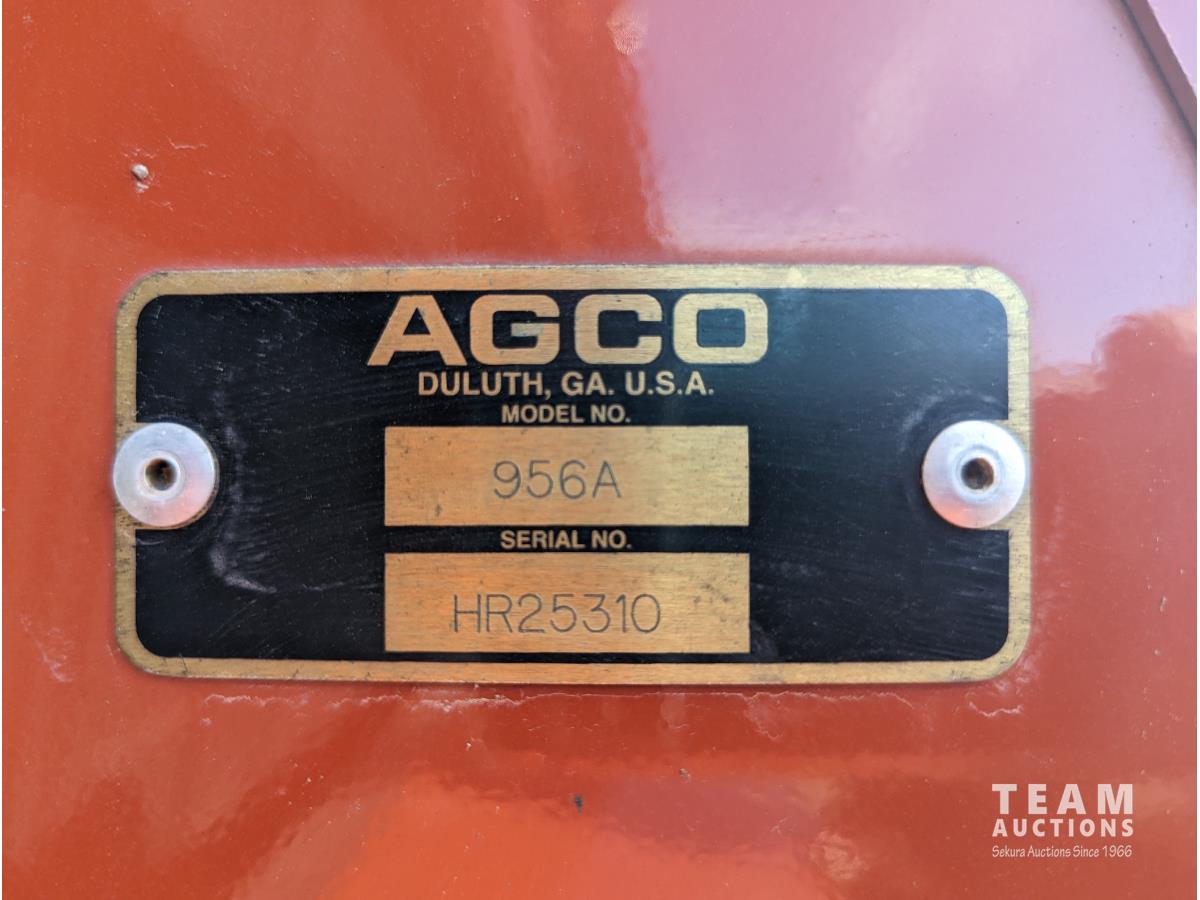 AGCO
DULUTH, GA. U.S.A.
MODEL NO.
956A
SERIAL NO.
HR25310
TEAM
AUCTIONS
Sekura Auctions Since 1966